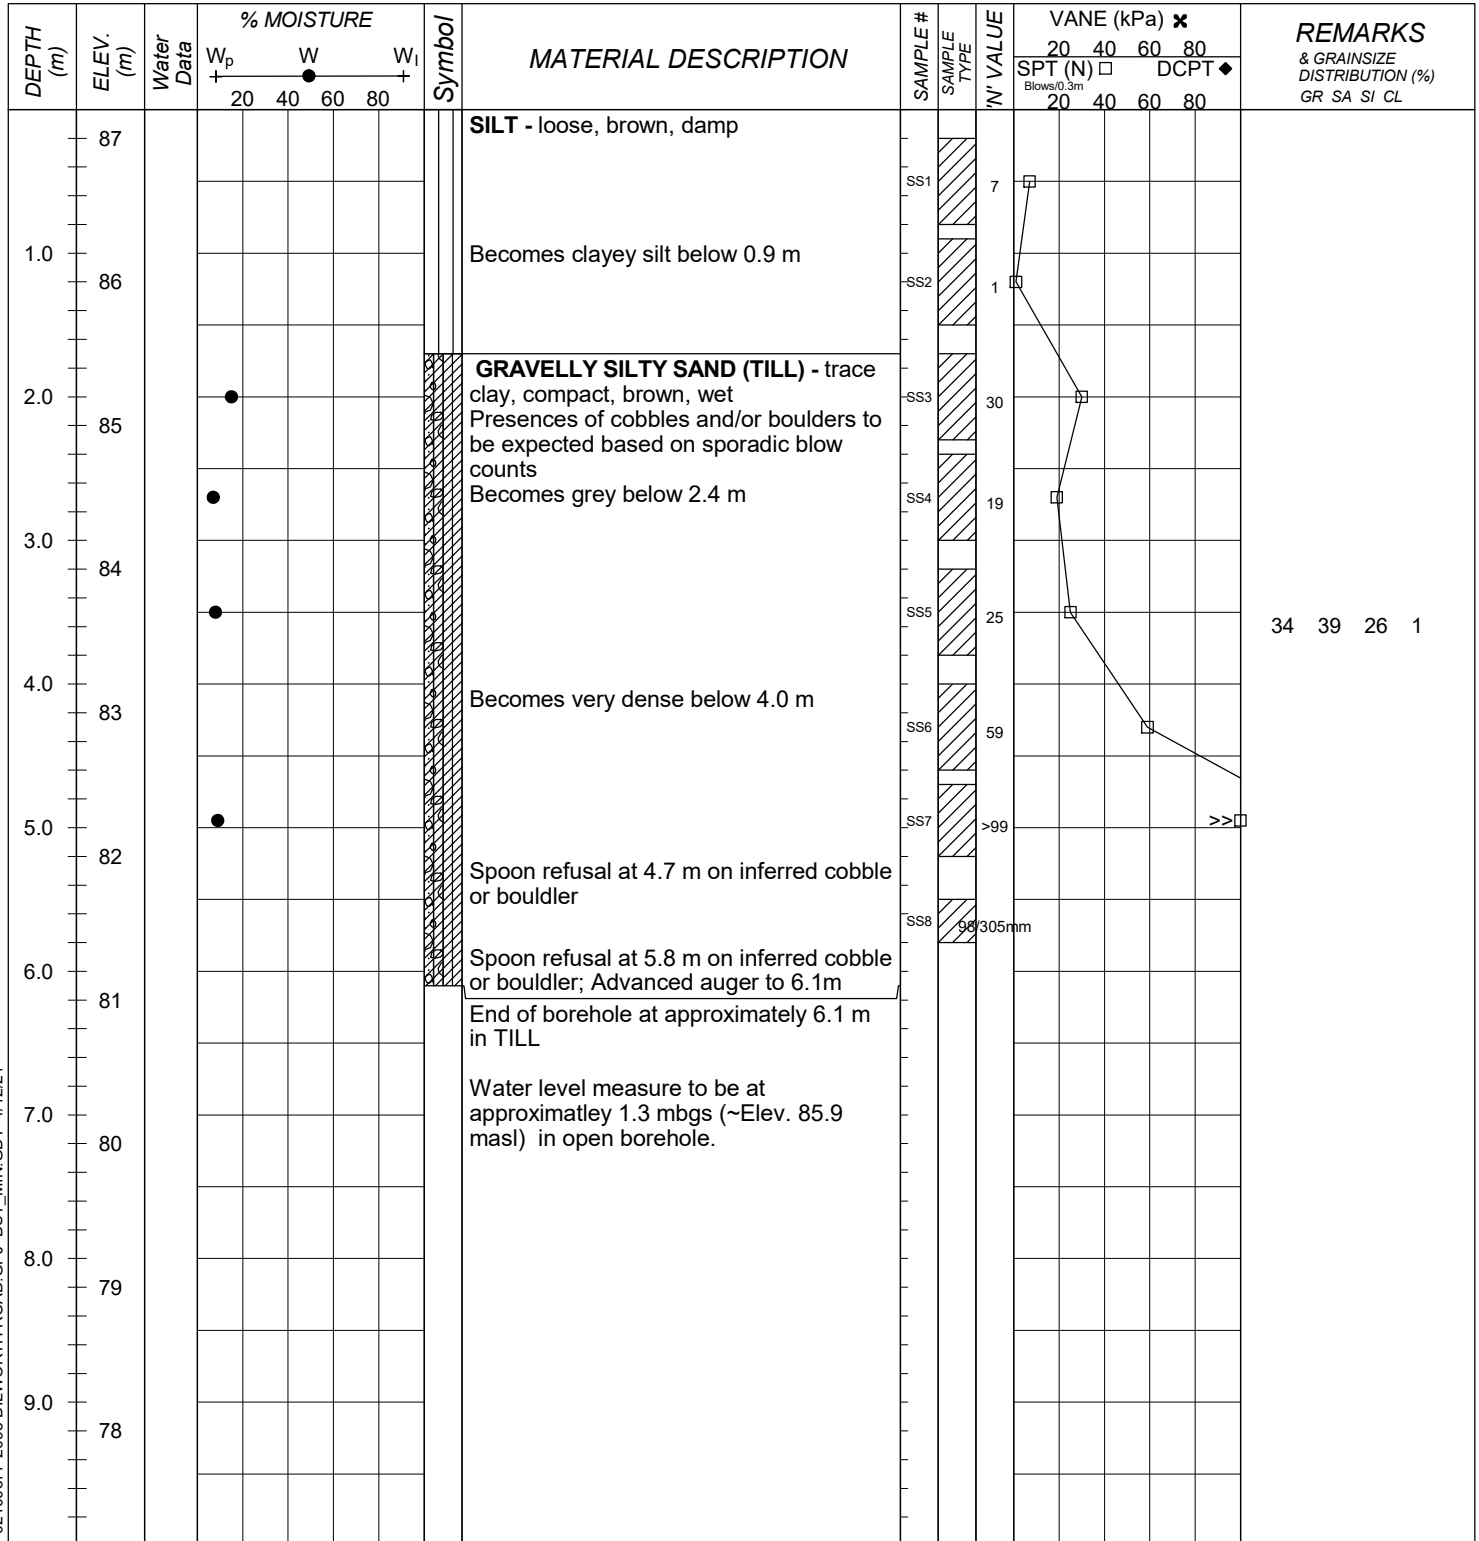 DEPTH (m)
ELEV. (m)
Water Data
% MOISTURE
Wp W Wl
20 40 60 80
Symbol
MATERIAL DESCRIPTION
SAMPLE #
SAMPLE TYPE
'N' VALUE
VANE (kPa) ✖
20 40 60 80
SPT (N) □ DCPT ◆
Blows/0.3m
20 40 60 80
REMARKS
& GRAINSIZE
DISTRIBUTION (%)
GR SA SI CL
SILT - loose, brown, damp
87
SS1 7
1.0
Becomes clayey silt below 0.9 m
86
SS2 1
GRAVELLY SILTY SAND (TILL) - trace
clay, compact, brown, wet
2.0
SS3 30
Presences of cobbles and/or boulders to
85
be expected based on sporadic blow
counts
Becomes grey below 2.4 m
SS4 19
3.0
84
SS5 25
34 39 26 1
4.0
Becomes very dense below 4.0 m
83
SS6 59
5.0
SS7 >99 >>
82
Spoon refusal at 4.7 m on inferred cobble
or bouldler
SS8 98/305mm
Spoon refusal at 5.8 m on inferred cobble
6.0
or bouldler; Advanced auger to 6.1m
81
End of borehole at approximately 6.1 m
in TILL
Water level measure to be at
7.0
approximatley 1.3 mbgs (~Elev. 85.9
80
masl) in open borehole.
8.0
79
9.0
78